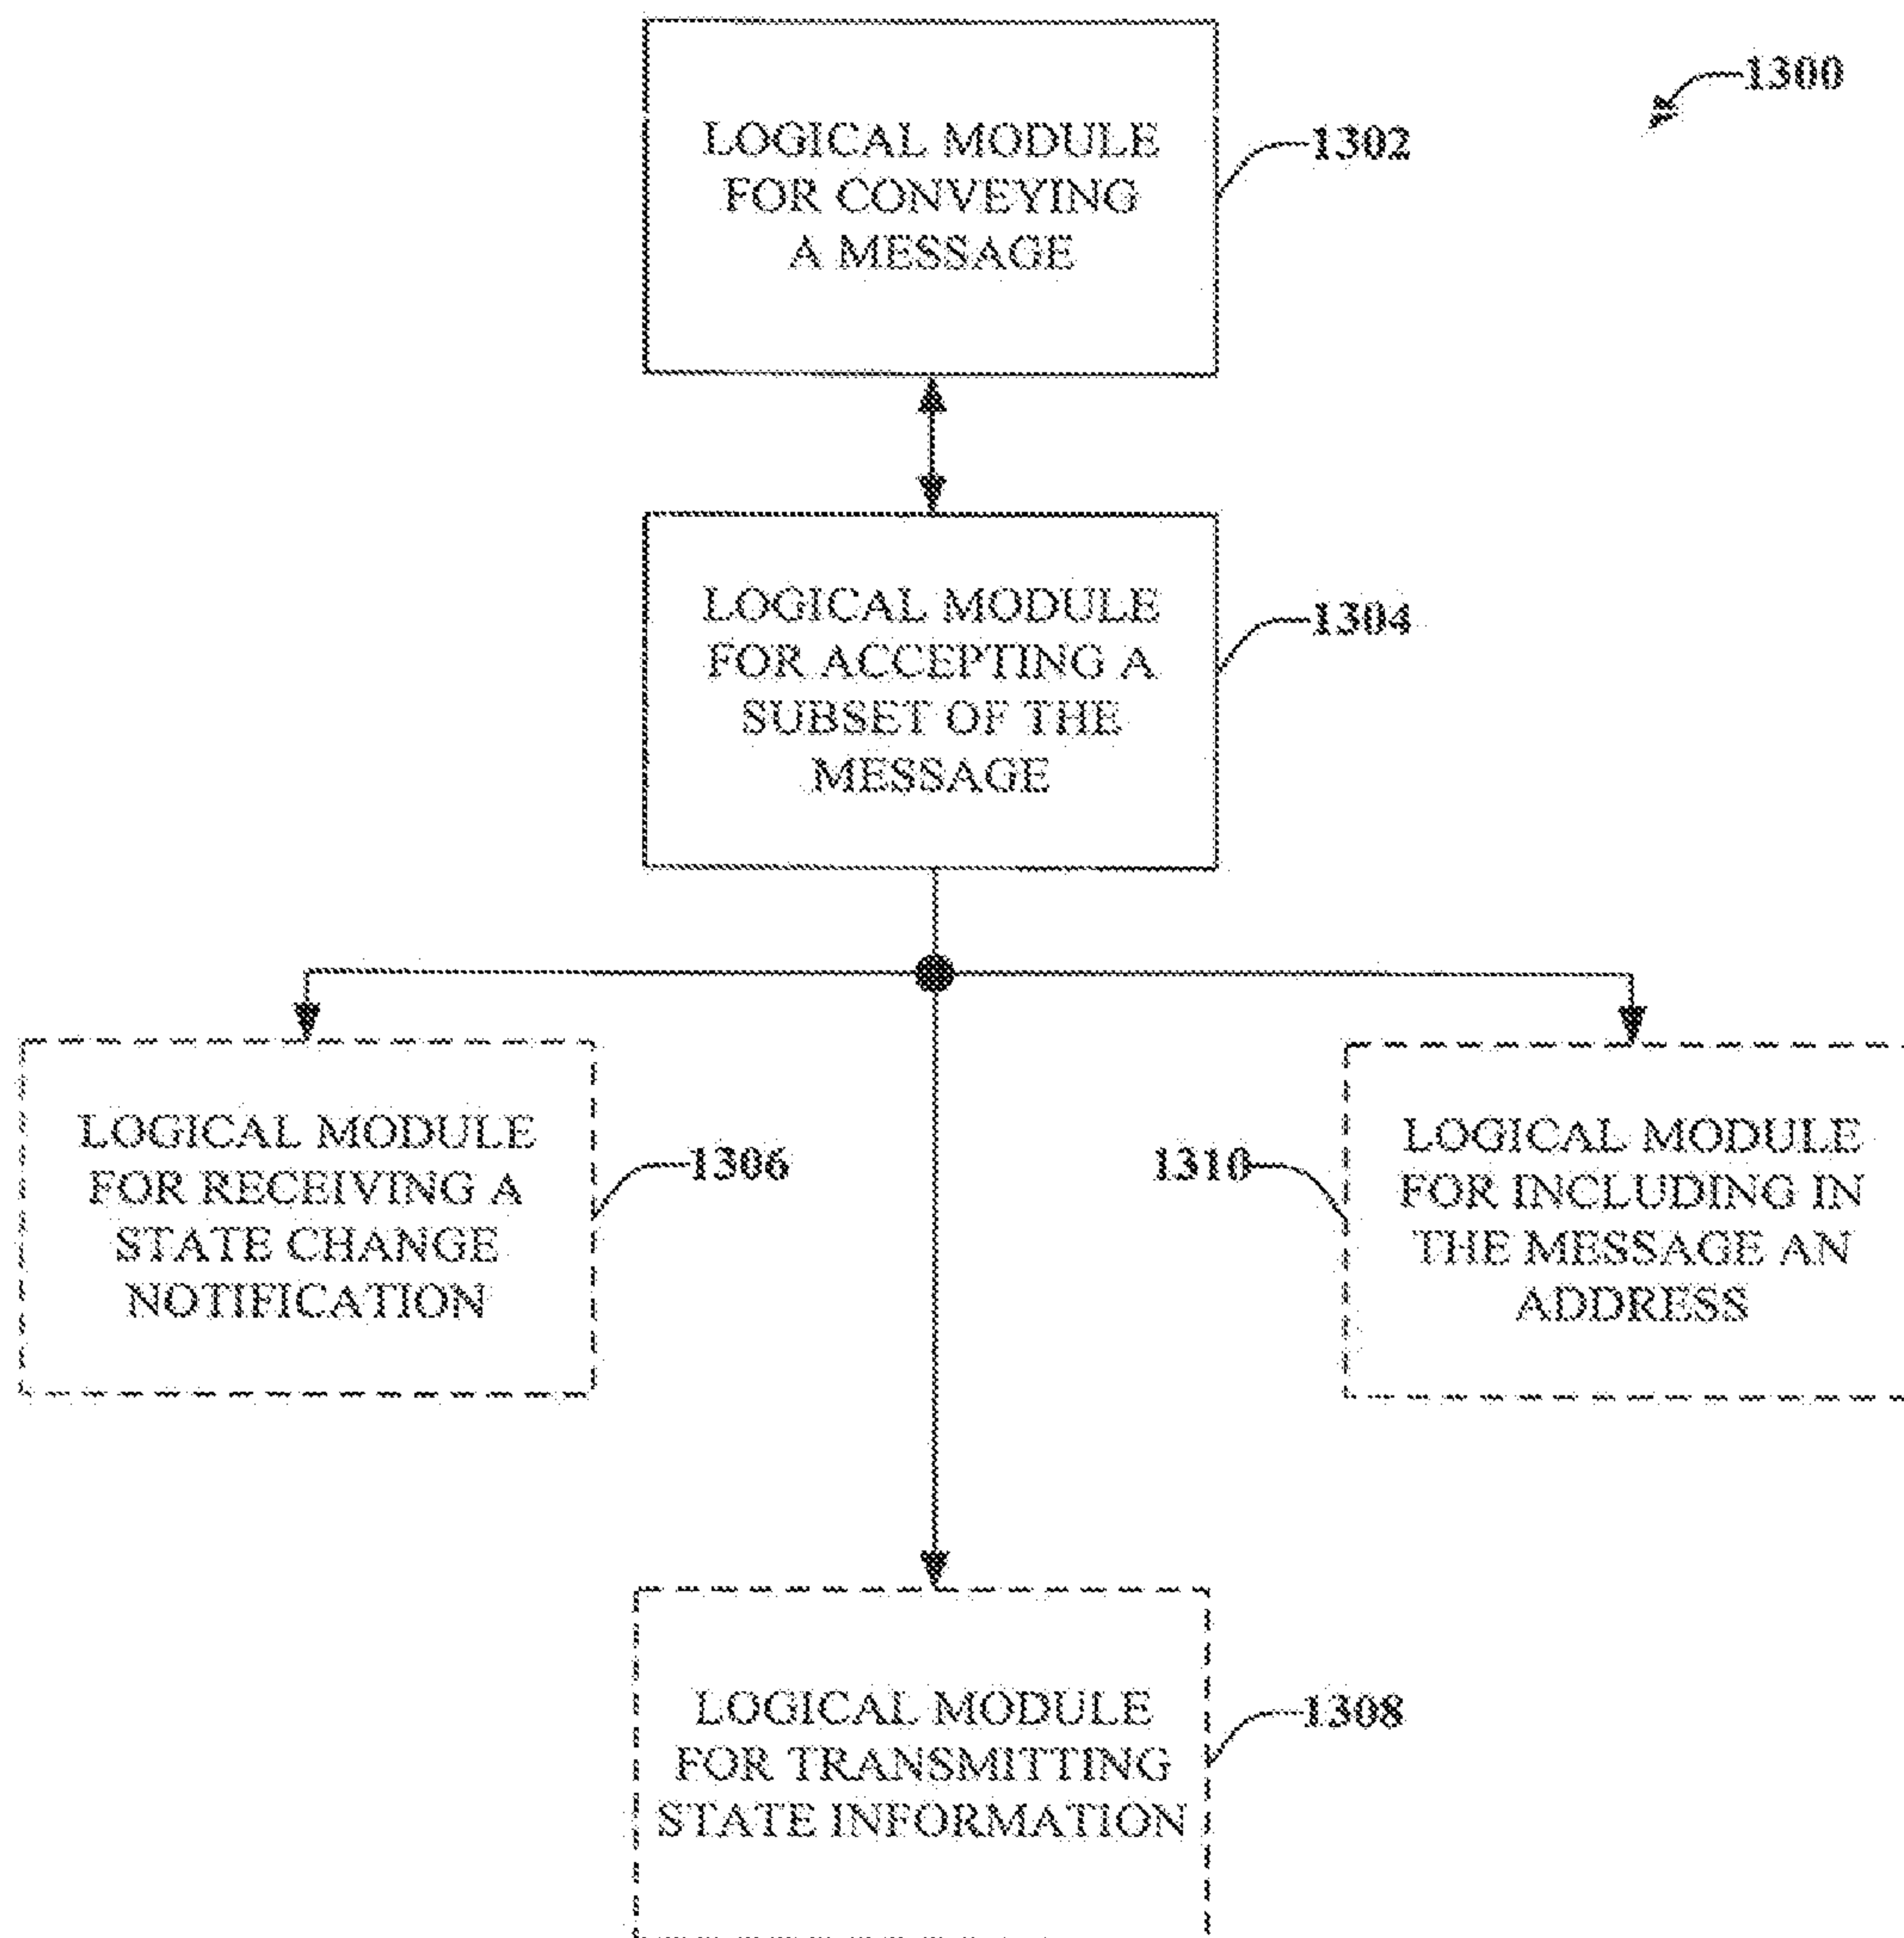 1300
LOGICAL MODULE
FOR CONVEYING
A MESSAGE
1302
LOGICAL MODULE
FOR ACCEPTING A
SUBSET OF THE
MESSAGE
1304
LOGICAL MODULE
FOR RECEIVING A
STATE CHANGE
NOTIFICATION
1306
1310
LOGICAL MODULE
FOR INCLUDING IN
THE MESSAGE AN
ADDRESS
LOGICAL MODULE
FOR TRANSMITTING
STATE INFORMATION
1308